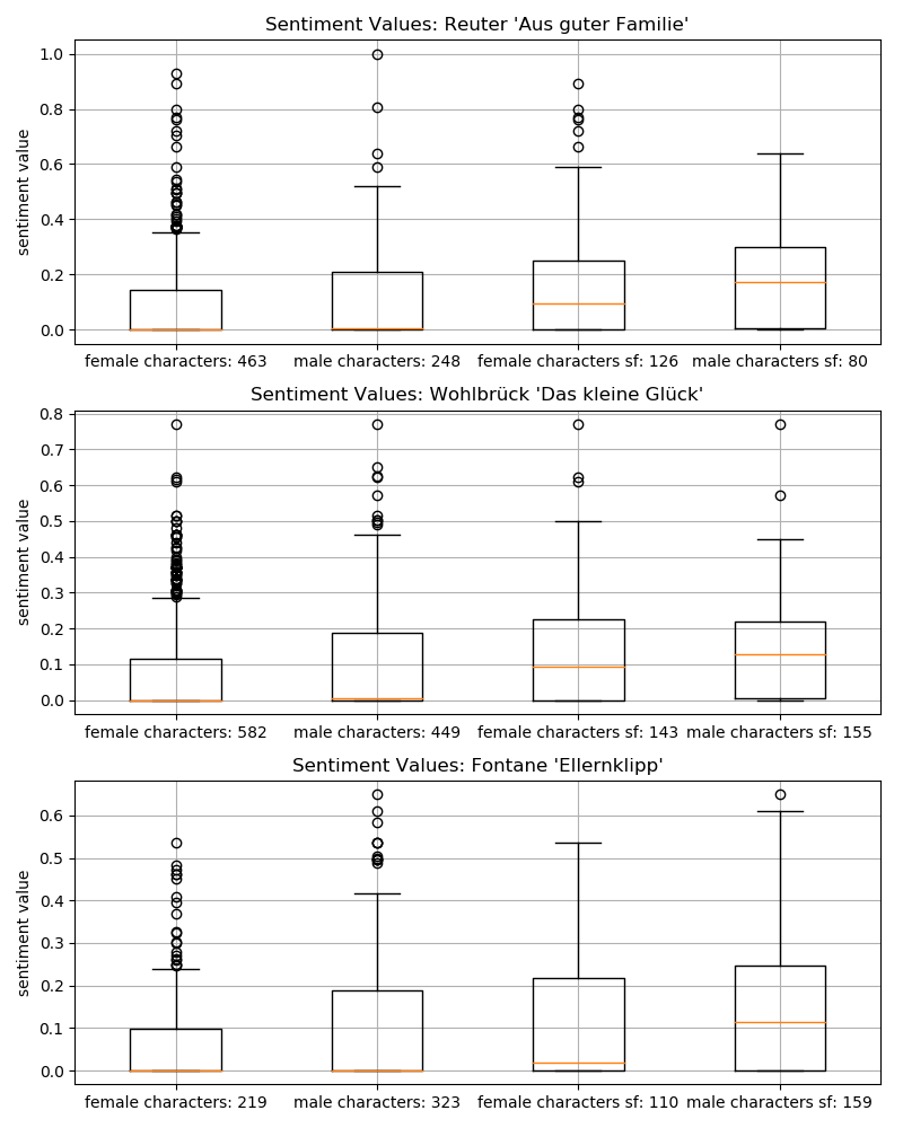 Sentiment Values: Reuter 'Aus guter Familie'
sentiment value
1.0
0.8
0.6
0.4
0.2
0.0
female characters: 463 male characters: 248 female characters sf: 126 male characters sf: 80
Sentiment Values: Wohlbrück 'Das kleine Glück'
sentiment value
0.8
0.7
0.6
0.5
0.4
0.3
0.2
0.1
0.0
female characters: 582 male characters: 449 female characters sf: 143 male characters sf: 155
Sentiment Values: Fontane 'Ellernklipp'
sentiment value
0.6
0.5
0.4
0.3
0.2
0.1
0.0
female characters: 219 male characters: 323 female characters sf: 110 male characters sf: 159